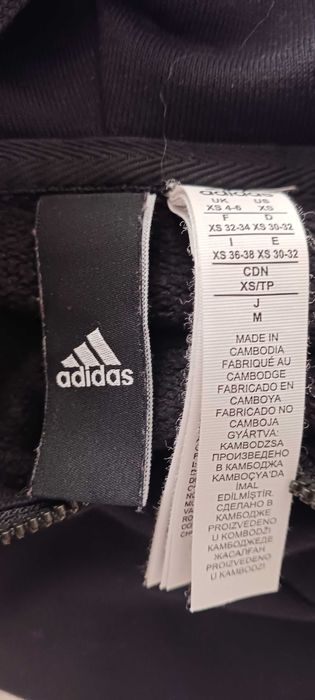 adidas
adidas
UK US
XS 4-6 XS
F D
XS 32-34 XS 30-32
I E
XS 36-38 XS 30-32
CDN
XS/TP
J
M
MADE IN
CAMBODIA
FABRIQUÉ AU
CAMBODGE
FABRICADO EN
CAMBOYA
FABRICADO NO
CAMBOJA
GYÁRTVA:
KAMBODZSA
ПРОИЗВЕДЕНО
В КАМБОДЖА
KAMBOÇYA'DA
İMAL
EDİLMİŞTİR.
СДЕЛАНО В
КАМБОДЖЕ
PROIZVEDENO
U KOMBODŽI
КАМБОДЖЕДЕ
ЖАСАЛҒАН
PROIZVEDENO
U KAMBODŽI